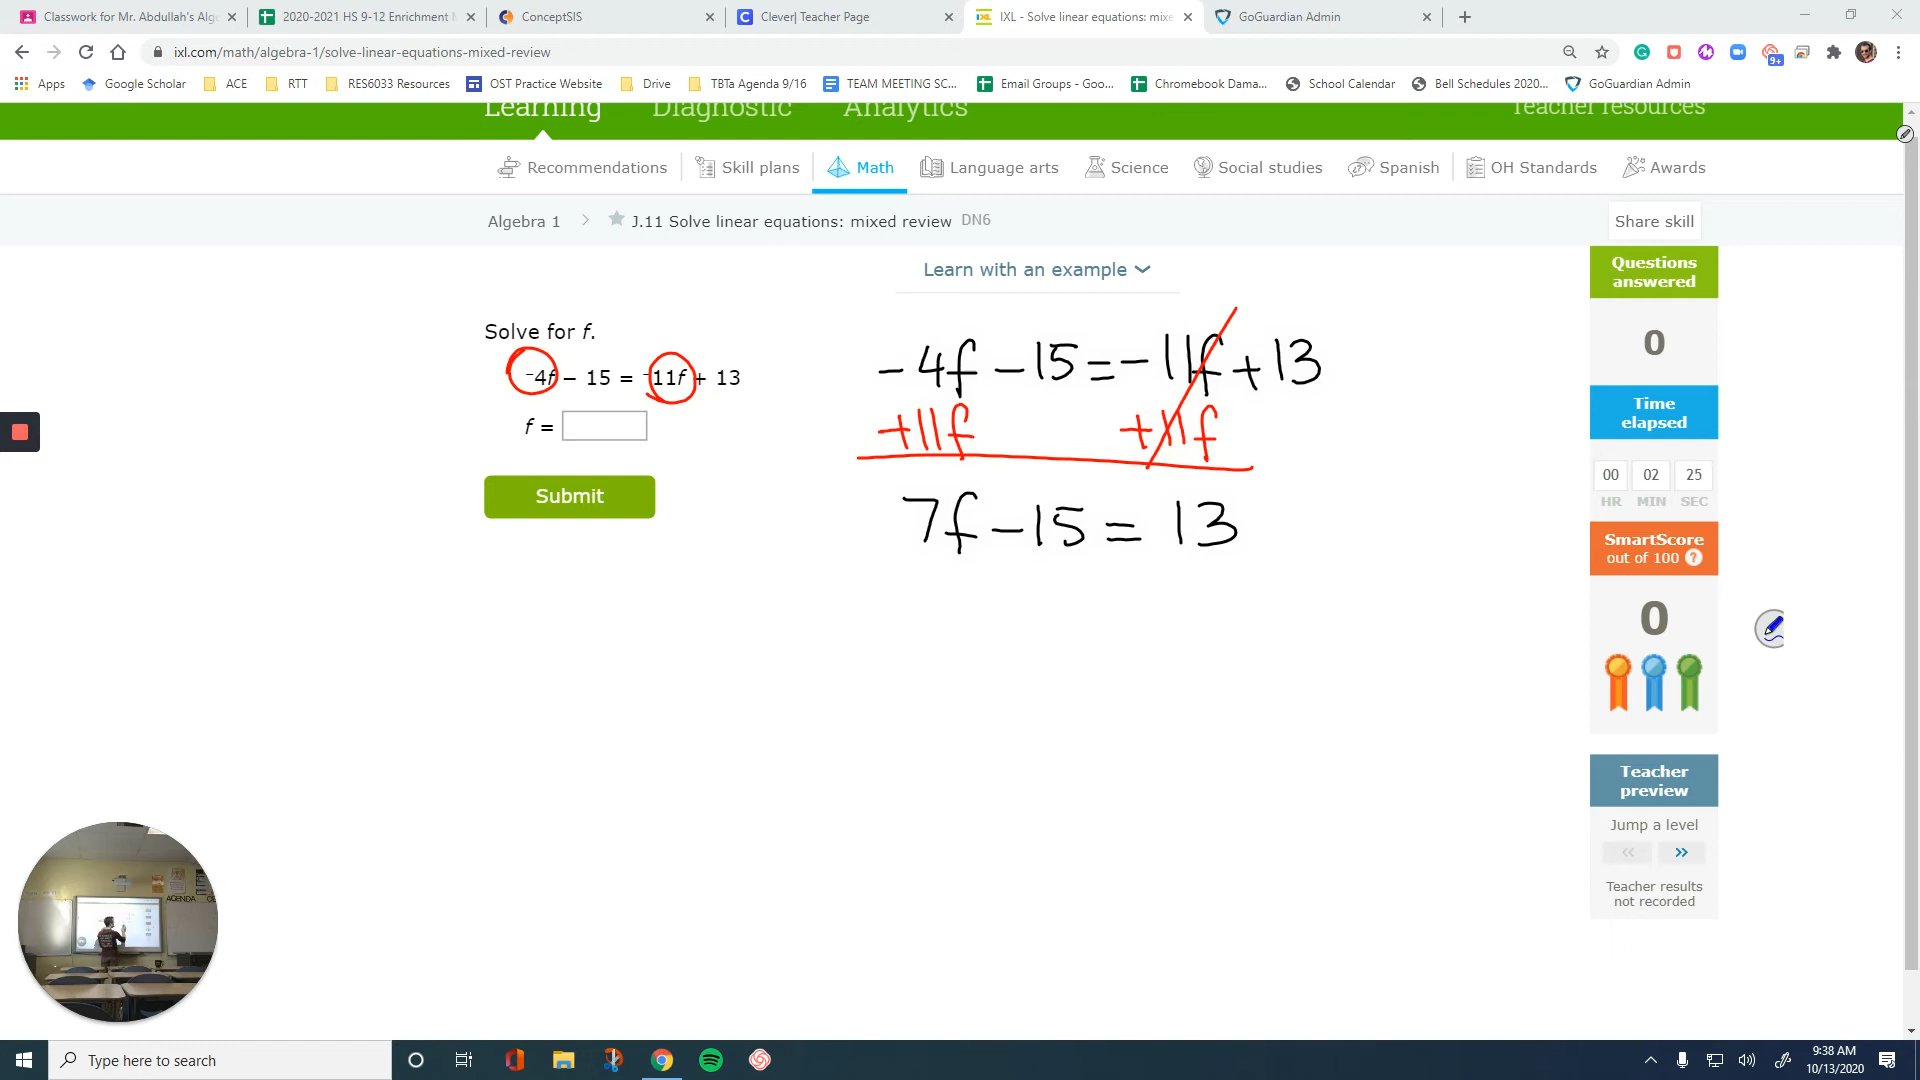 Classwork for Mr. Abdullah's Alg
2020-2021 HS 9-12 Enrichment M
ConceptSIS
Clever| Teacher Page
IXL - Solve linear equations: mixe
GoGuardian Admin
ixl.com/math/algebra-1/solve-linear-equations-mixed-review
9+
Apps
Google Scholar
ACE
RTT
RES6033 Resources
OST Practice Website
Drive
TBTa Agenda 9/16
TEAM MEETING SC...
Email Groups - Goo...
Chromebook Dama...
School Calendar
Bell Schedules 2020...
GoGuardian Admin
Learning
Diagnostic
Analytics
Teacher resources
Recommendations
Skill plans
Math
Language arts
Science
Social studies
Spanish
OH Standards
Awards
Algebra 1 > J.11 Solve linear equations: mixed review DN6
Share skill
Learn with an example
Solve for f.
⁻4f − 15 = ⁻11f + 13
f =
Submit
-4f -15 = -11f +13
+11f +11f
7f -15 = 13
Questions
answered
0
Time
elapsed
00 02 25
HR MIN SEC
SmartScore
out of 100 ?
0
Teacher
preview
Jump a level
<< >>
Teacher results
not recorded
AGENDA
Type here to search
9:38 AM
10/13/2020